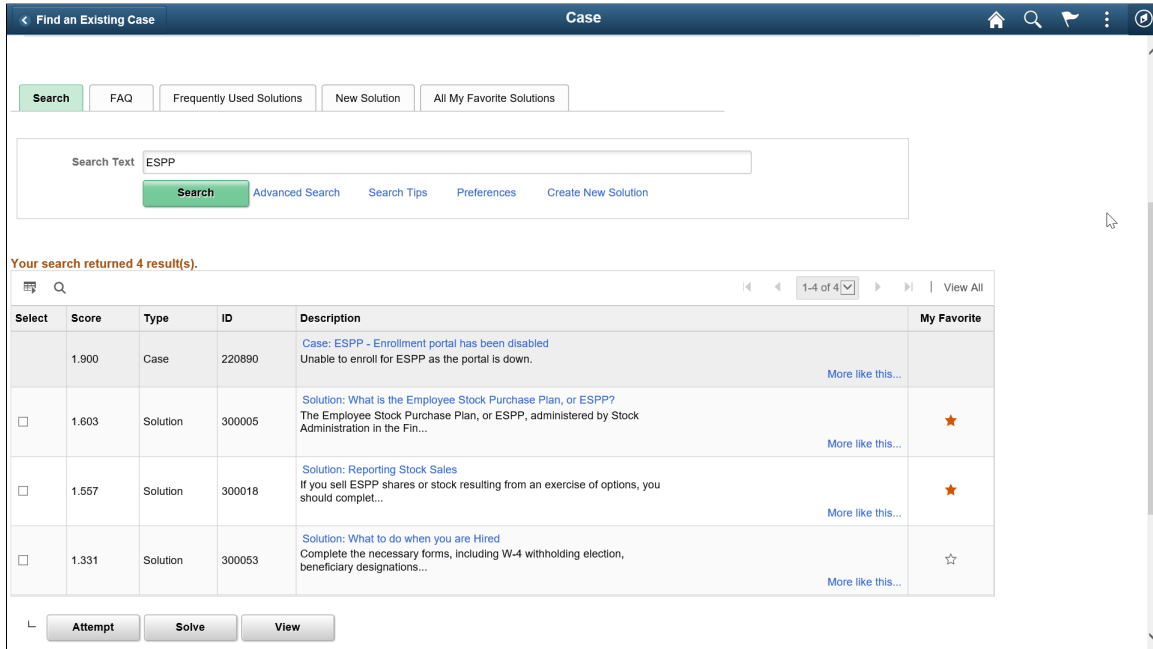 Find an Existing Case
Case
Search FAQ Frequently Used Solutions New Solution All My Favorite Solutions
Search Text ESPP
Search Advanced Search Search Tips Preferences Create New Solution
Your search returned 4 result(s).
1-4 of 4 | View All
Select Score Type ID Description My Favorite
Case: ESPP - Enrollment portal has been disabled
1.900 Case 220890 Unable to enroll for ESPP as the portal is down.
More like this...
Solution: What is the Employee Stock Purchase Plan, or ESPP?
1.603 Solution 300005 The Employee Stock Purchase Plan, or ESPP, administered by Stock
Administration in the Fin...
More like this...
Solution: Reporting Stock Sales
1.557 Solution 300018 If you sell ESPP shares or stock resulting from an exercise of options, you
should complet...
More like this...
Solution: What to do when you are Hired
1.331 Solution 300053 Complete the necessary forms, including W-4 withholding election,
beneficiary designations...
More like this...
Attempt Solve View